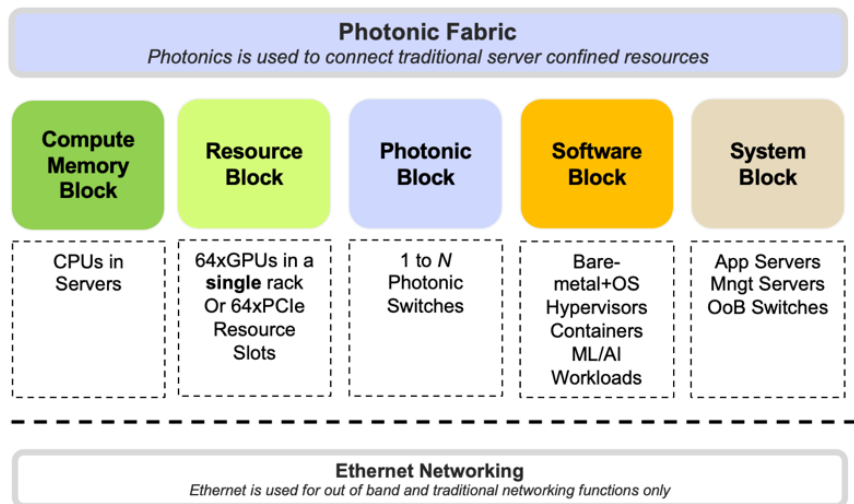 Photonic Fabric
Photonics is used to connect traditional server confined resources
Compute
Memory
Block
Resource
Block
Photonic
Block
Software
Block
System
Block
CPUs in
Servers
64xGPUs in a
single rack
Or 64xPCIe
Resource
Slots
1 to N
Photonic
Switches
Bare-
metal+OS
Hypervisors
Containers
ML/AI
Workloads
App Servers
Mngt Servers
OoB Switches
Ethernet Networking
Ethernet is used for out of band and traditional networking functions only